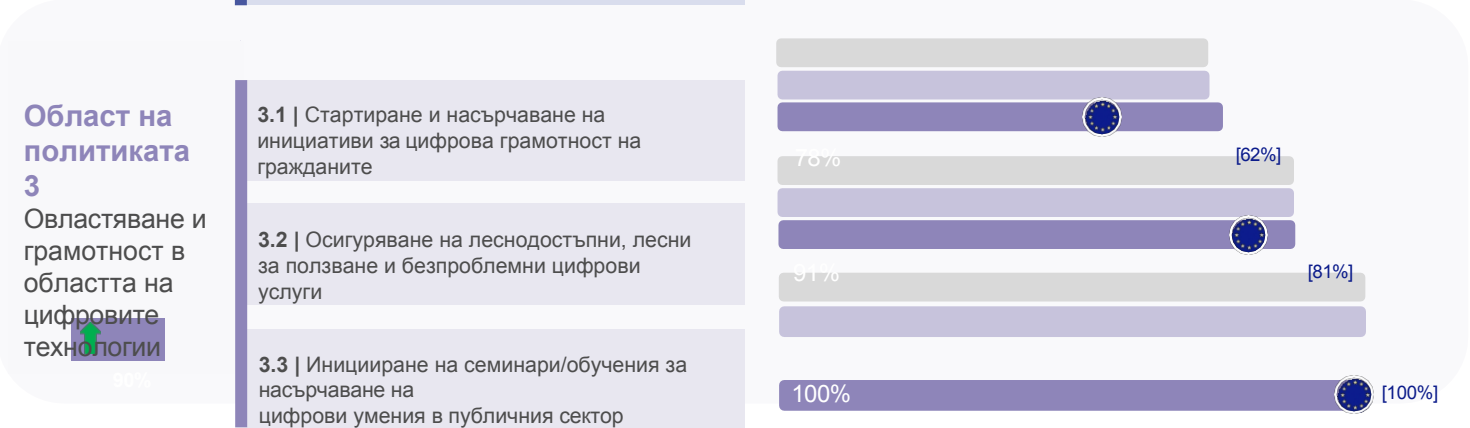 Област на
политиката
3
Овластяване и
грамотност в
областта на
цифровите
технологии
90%
3.1 | Стартиране и насърчаване на
инициативи за цифрова грамотност на
гражданите
78%
[62%]
3.2 | Осигуряване на леснодостъпни, лесни
за ползване и безпроблемни цифрови
услуги
91%
[81%]
3.3 | Иницииране на семинари/обучения за
насърчаване на
цифрови умения в публичния сектор
100%
[100%]